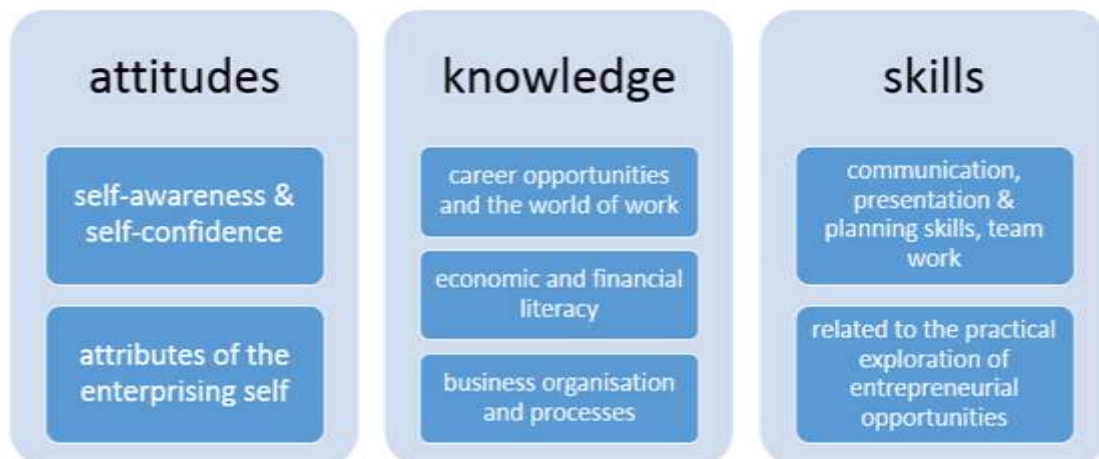 attitudes
self-awareness &
self-confidence
attributes of the
enterprising self
knowledge
career opportunities
and the world of work
economic and financial
literacy
business organisation
and processes
skills
communication,
presentation &
planning skills, team
work
related to the practical
exploration of
entrepreneurial
opportunities